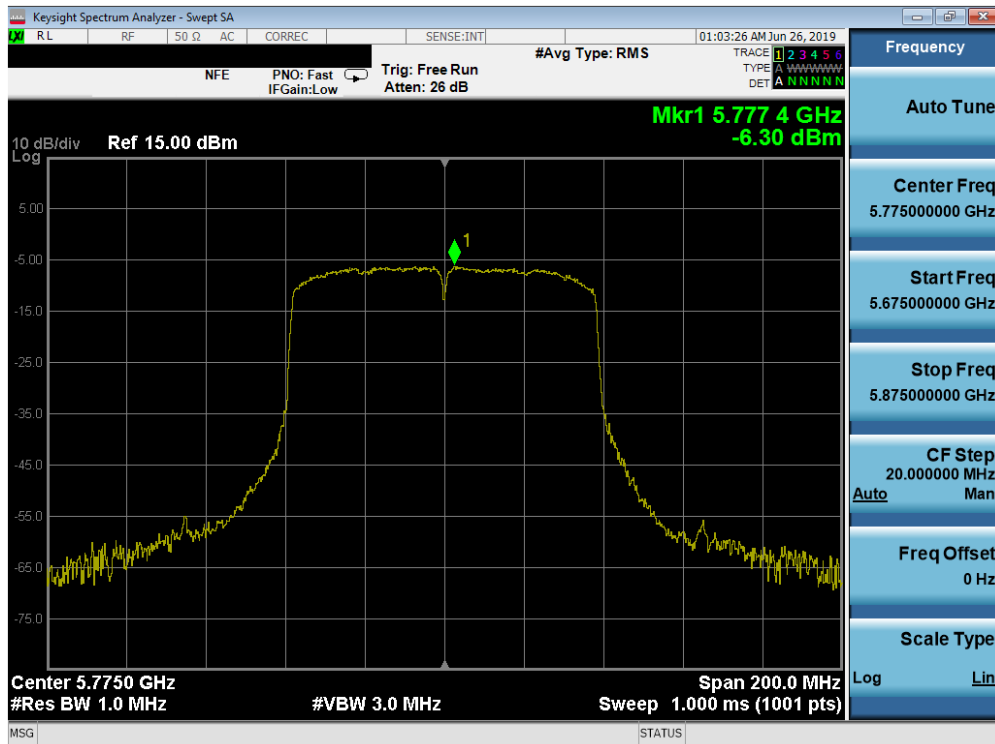 Keysight Spectrum Analyzer - Swept SA
LXI RL RF 50 Ω AC CORREC SENSE:INT 01:03:26 AM Jun 26, 2019
NFE PNO: Fast IFGain:Low Trig: Free Run Atten: 26 dB #Avg Type: RMS
TRACE 1 2 3 4 5 6
TYPE A WWWWW
DET A N N N N N
Mkr1 5.777 4 GHz
-6.30 dBm
10 dB/div Ref 15.00 dBm
Log
1
5.00
-5.00
-15.0
-25.0
-35.0
-45.0
-55.0
-65.0
-75.0
Center 5.7750 GHz Span 200.0 MHz
#Res BW 1.0 MHz #VBW 3.0 MHz Sweep 1.000 ms (1001 pts)
MSG STATUS
Frequency
Auto Tune
Center Freq
5.775000000 GHz
Start Freq
5.675000000 GHz
Stop Freq
5.875000000 GHz
CF Step
20.000000 MHz
Auto Man
Freq Offset
0 Hz
Scale Type
Log Lin